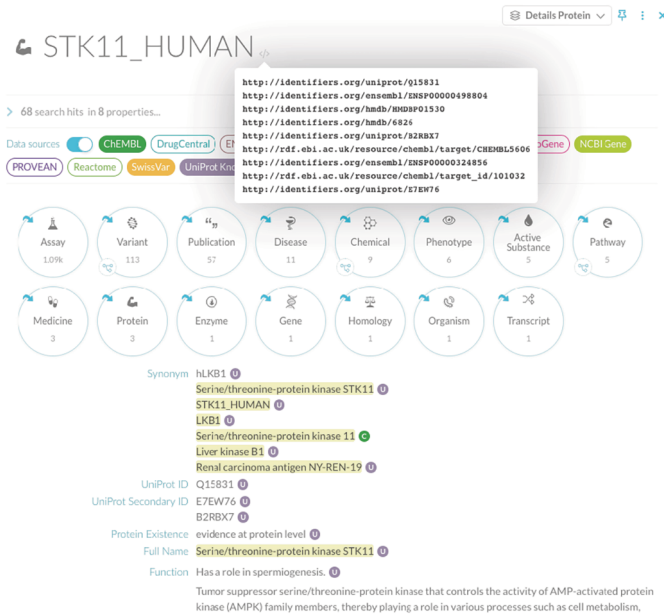 Details Protein
STK11_HUMAN
</>
http://identifiers.org/uniprot/Q15831
http://identifiers.org/ensembl/ENSP00000498804
http://identifiers.org/hmdb/HMDBP01530
http://identifiers.org/hmdb/6826
http://identifiers.org/uniprot/B2RBX7
http://rdf.ebi.ac.uk/resource/chembl/target/CHEMBL5606
http://identifiers.org/ensembl/ENSP00000324856
http://rdf.ebi.ac.uk/resource/chembl/target_id/101032
http://identifiers.org/uniprot/E7EW76
68 search hits in 8 properties...
Data sources ChEMBL DrugCentral Gene NCBI Gene
PROVEAN Reactome SwissVar UniProt Kno
Assay Variant Publication Disease Chemical Phenotype Active Substance Pathway
1.09k 113 57 11 9 6 5 5
Medicine Protein Enzyme Gene Homology Organism Transcript
3 3 1 1 1 1 1
Synonym hLKB1 U
Serine/threonine-protein kinase STK11 U
STK11_HUMAN U
LKB1 U
Serine/threonine-protein kinase 11 C
Liver kinase B1 U
Renal carcinoma antigen NY-REN-19 U
UniProt ID Q15831 U
UniProt Secondary ID E7EW76 U
B2RBX7 U
Protein Existence evidence at protein level U
Full Name Serine/threonine-protein kinase STK11 U
Function Has a role in spermiogenesis. U
Tumor suppressor serine/threonine-protein kinase that controls the activity of AMP-activated protein
kinase (AMPK) family members, thereby playing a role in various processes such as cell metabolism,